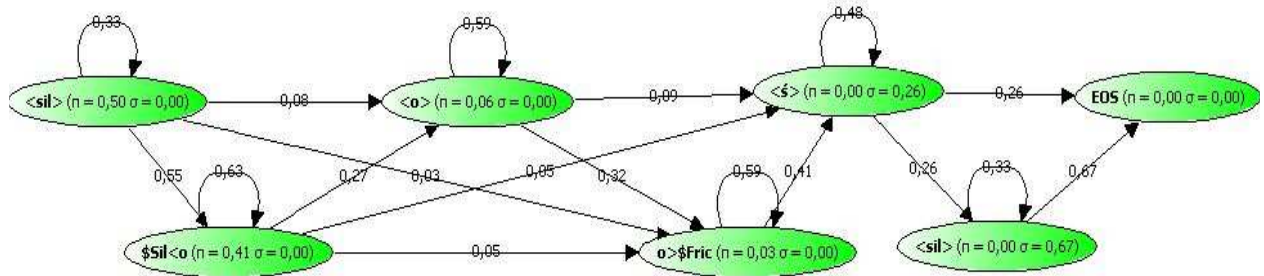 0,33
0,59
0,48
<sil> (n = 0,50 σ = 0,00)
0,08
<o> (n = 0,06 σ = 0,00)
0,09
<ś> (n = 0,00 σ = 0,26)
0,26
EOS (n = 0,00 σ = 0,00)
0,55
0,63
0,27
0,03
0,05
0,32
0,59
0,41
0,26
0,33
0,67
$Sil<o (n = 0,41 σ = 0,00)
0,05
o>$Fric (n = 0,03 σ = 0,00)
<sil> (n = 0,00 σ = 0,67)